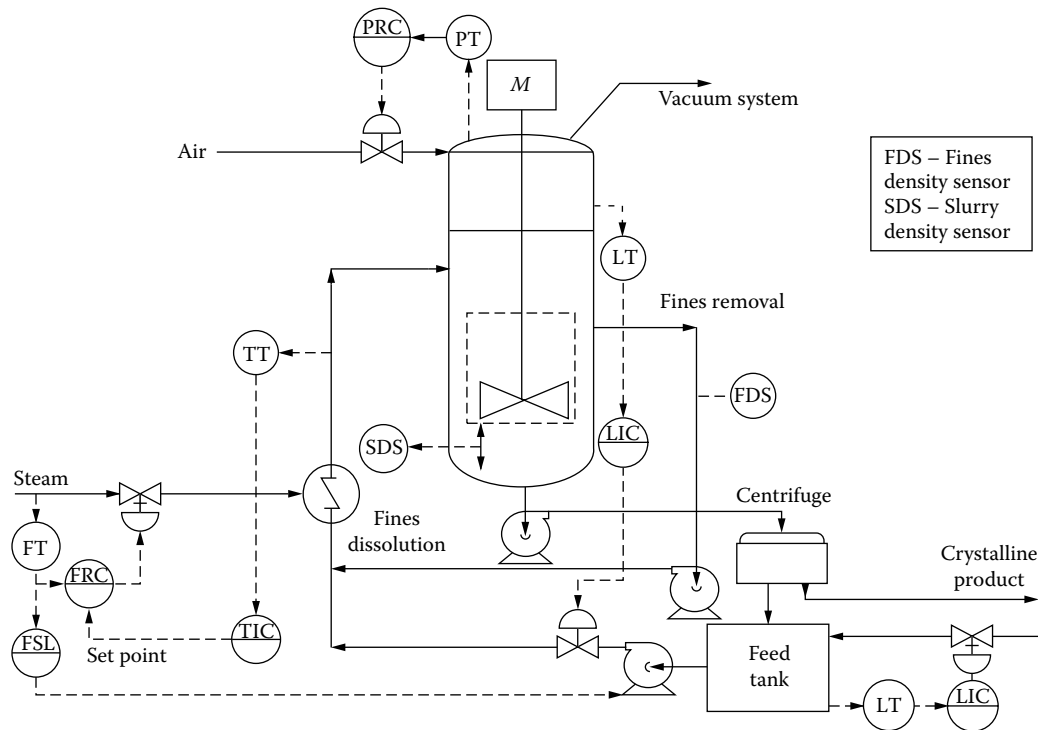 PRC
PT
M
Vacuum system
Air
FDS – Fines
density sensor
SDS – Slurry
density sensor
LT
Fines removal
TT
FDS
LIC
SDS
Steam
Centrifuge
Fines
dissolution
FT
FRC
Crystalline
product
FSL
Set point
TIC
Feed
tank
LT
LIC